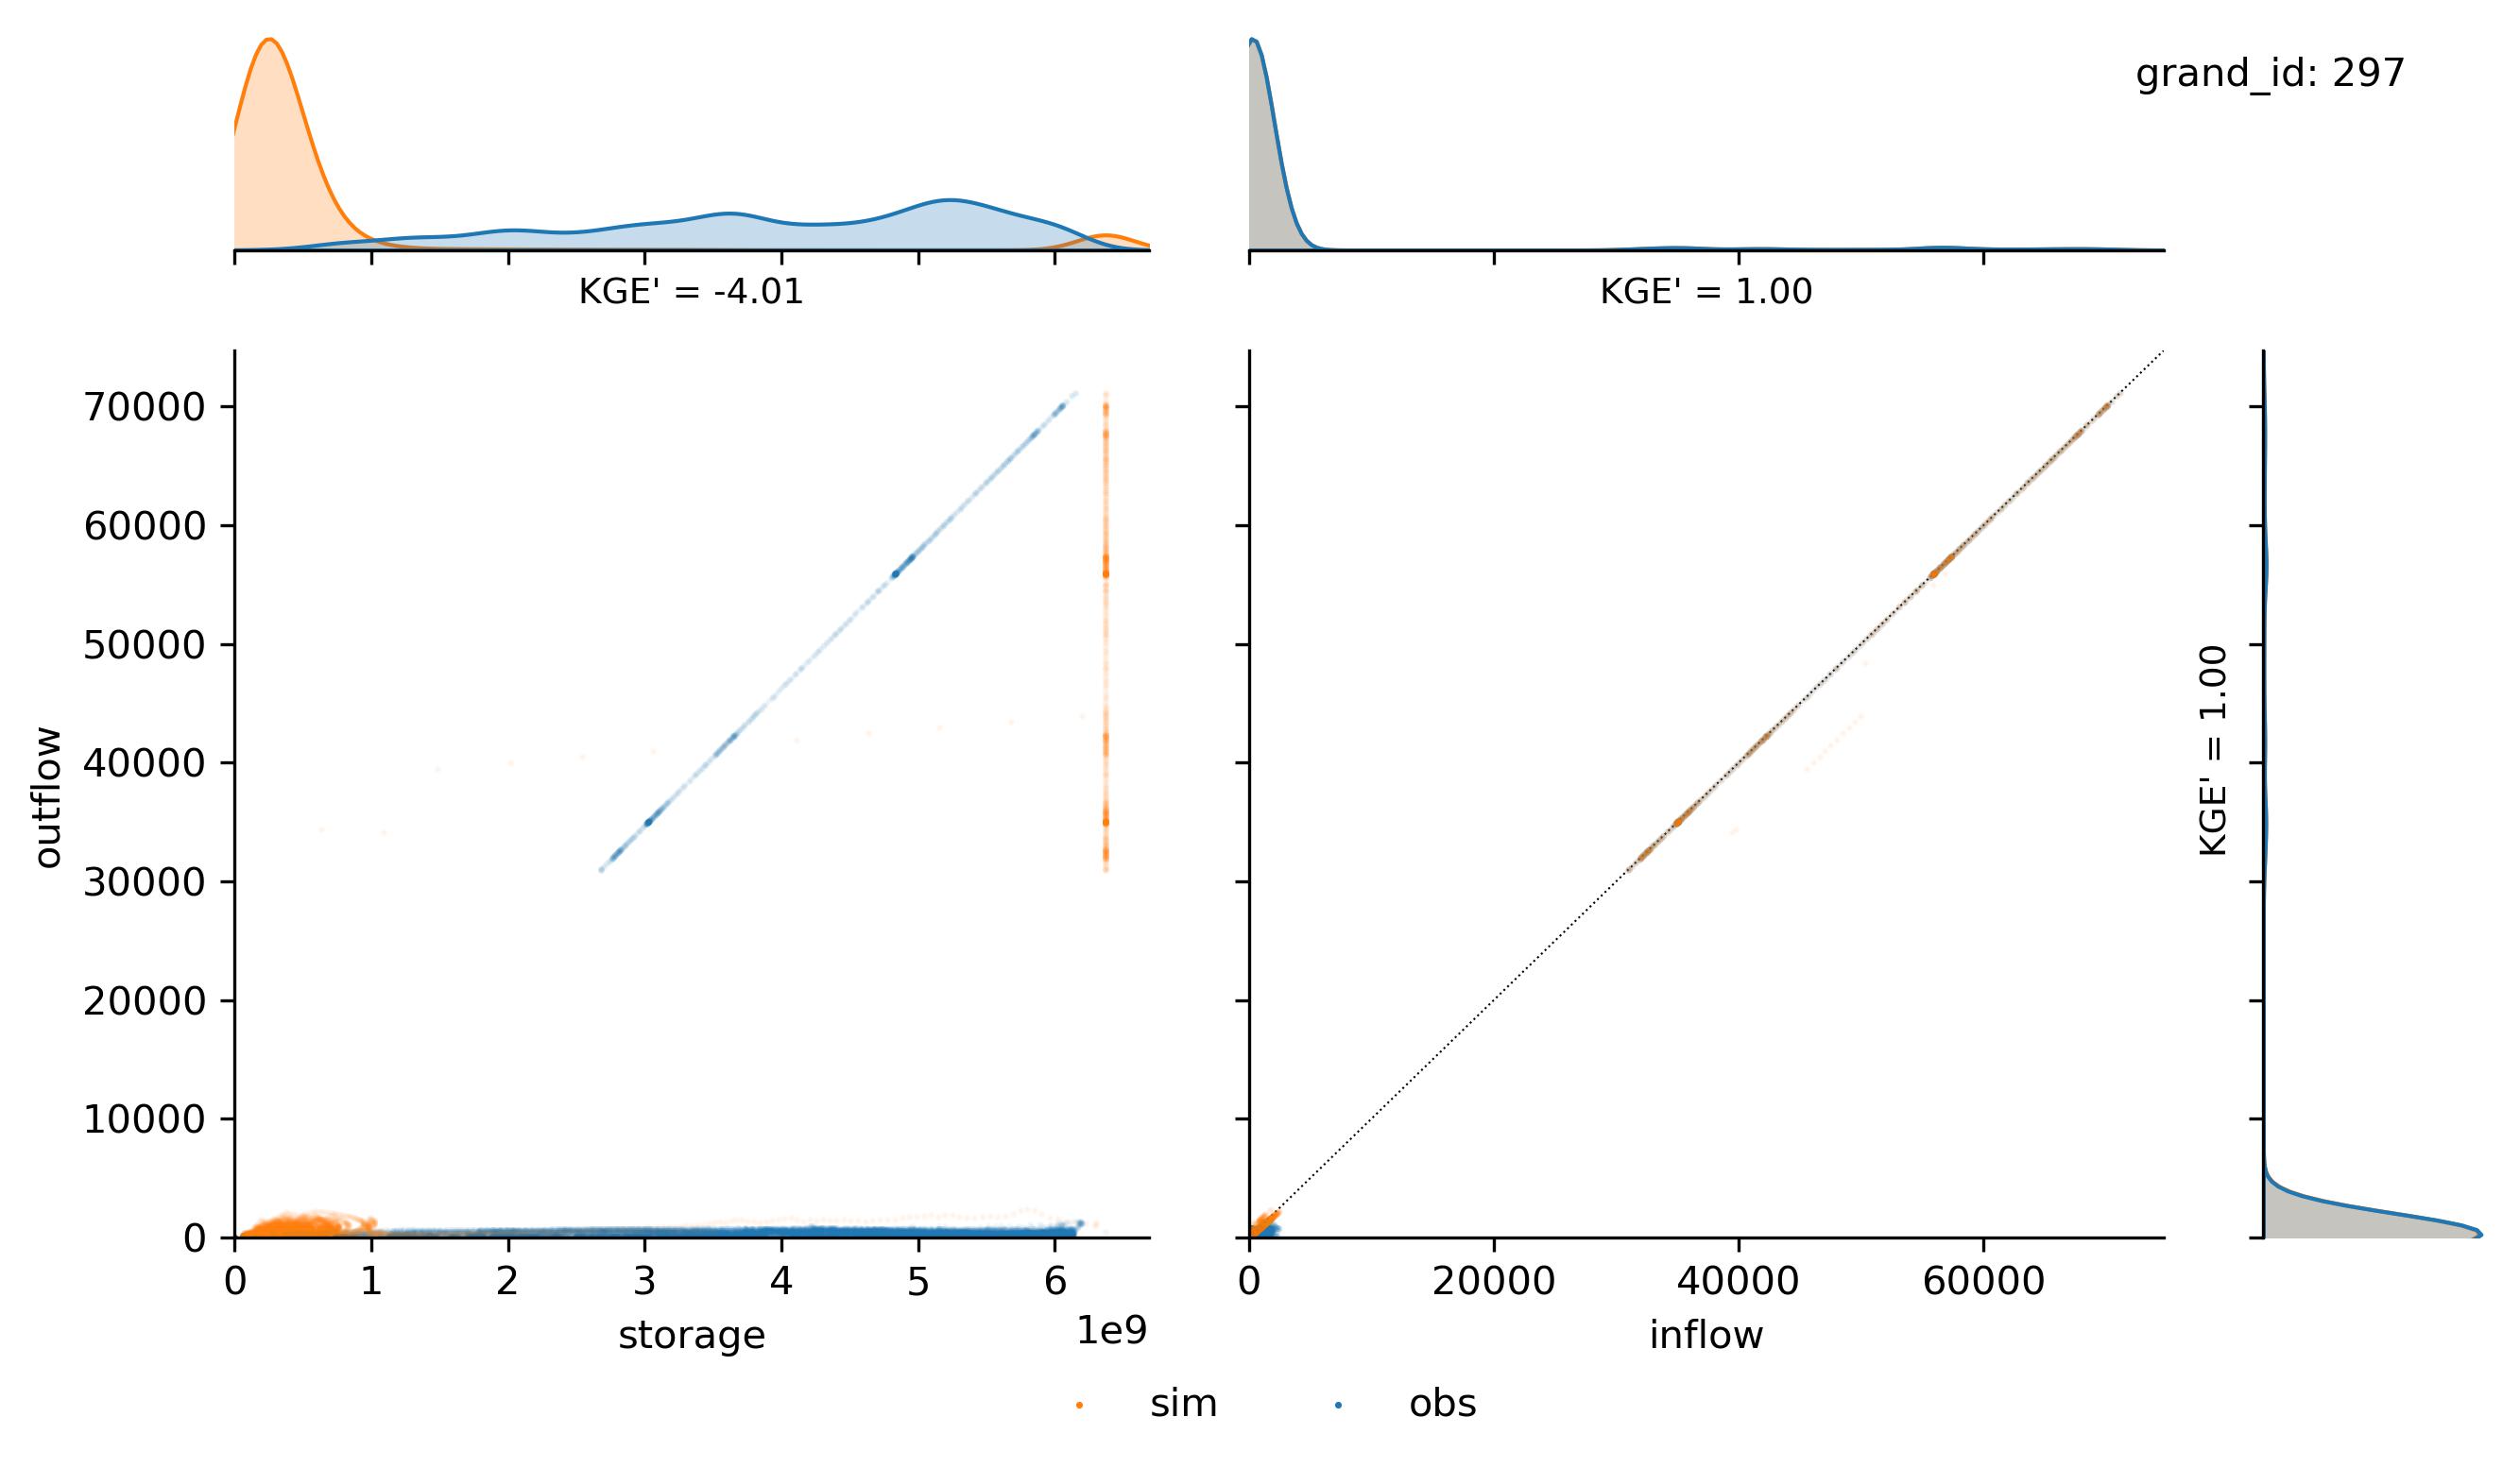 grand_id: 297
KGE' = -4.01
KGE' = 1.00
70000
60000
50000
40000
30000
20000
10000
0
outflow
KGE' = 1.00
0 1 2 3 4 5 6
1e9
storage
0 20000 40000 60000
inflow
sim obs